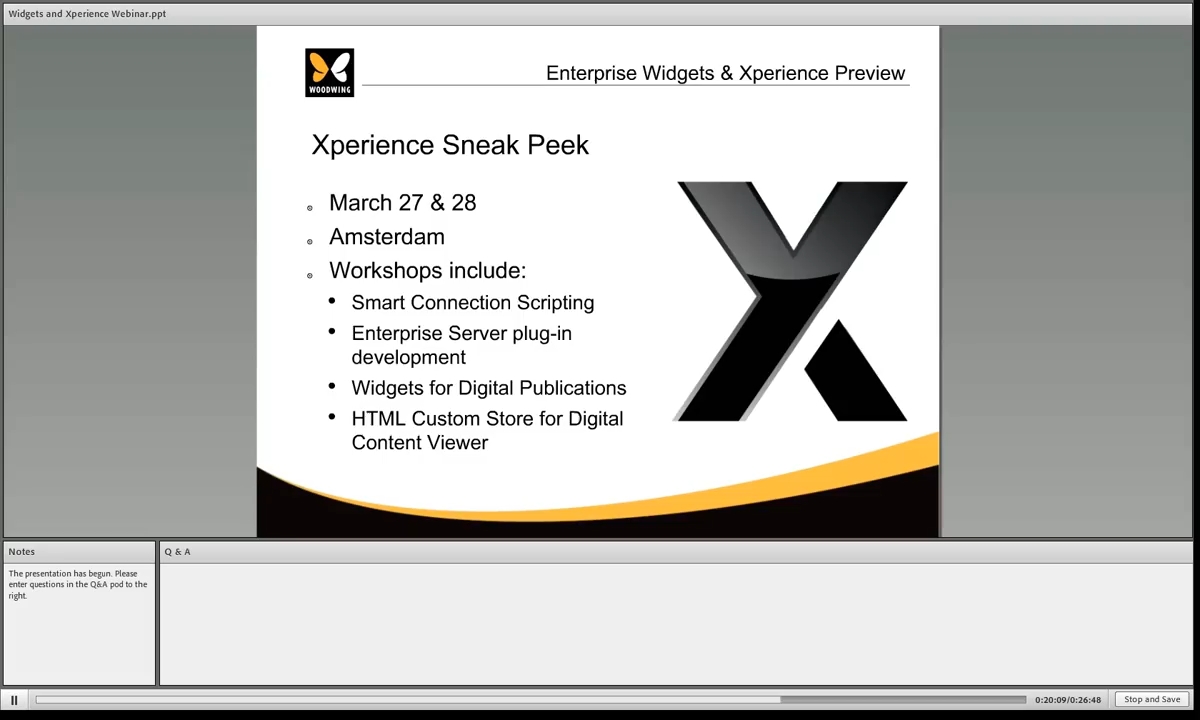 Widgets and Xperience Webinar.ppt
WOODWING
Enterprise Widgets & Xperience Preview
Xperience Sneak Peek
March 27 & 28
Amsterdam
Workshops include:
• Smart Connection Scripting
• Enterprise Server plug-in
development
• Widgets for Digital Publications
• HTML Custom Store for Digital
Content Viewer
X
Notes
The presentation has begun. Please
enter questions in the Q&A pod to the
right.
Q & A
0:20:09/0:26:48
Stop and Save